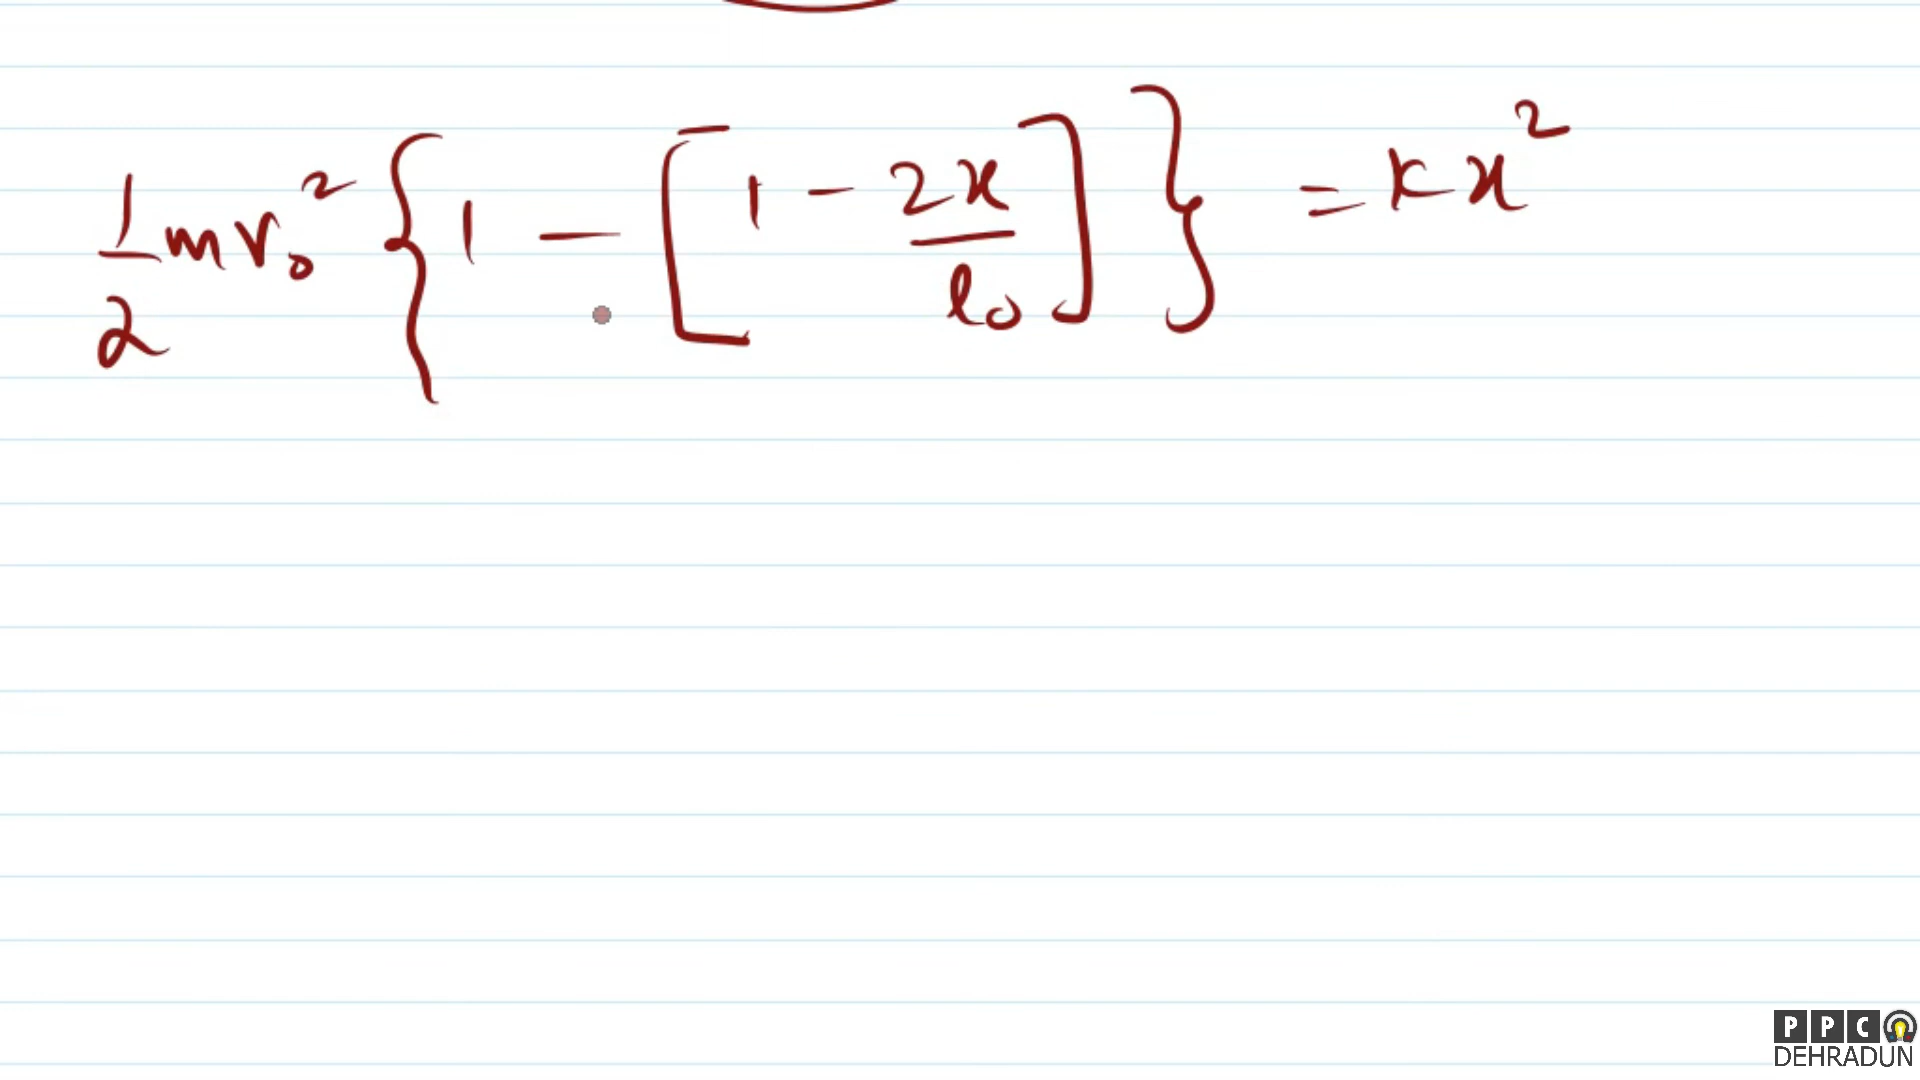 1/2 mv₀² { 1 − [ 1 − 2x/l₀ ] } = kx²
PPC
DEHRADUN